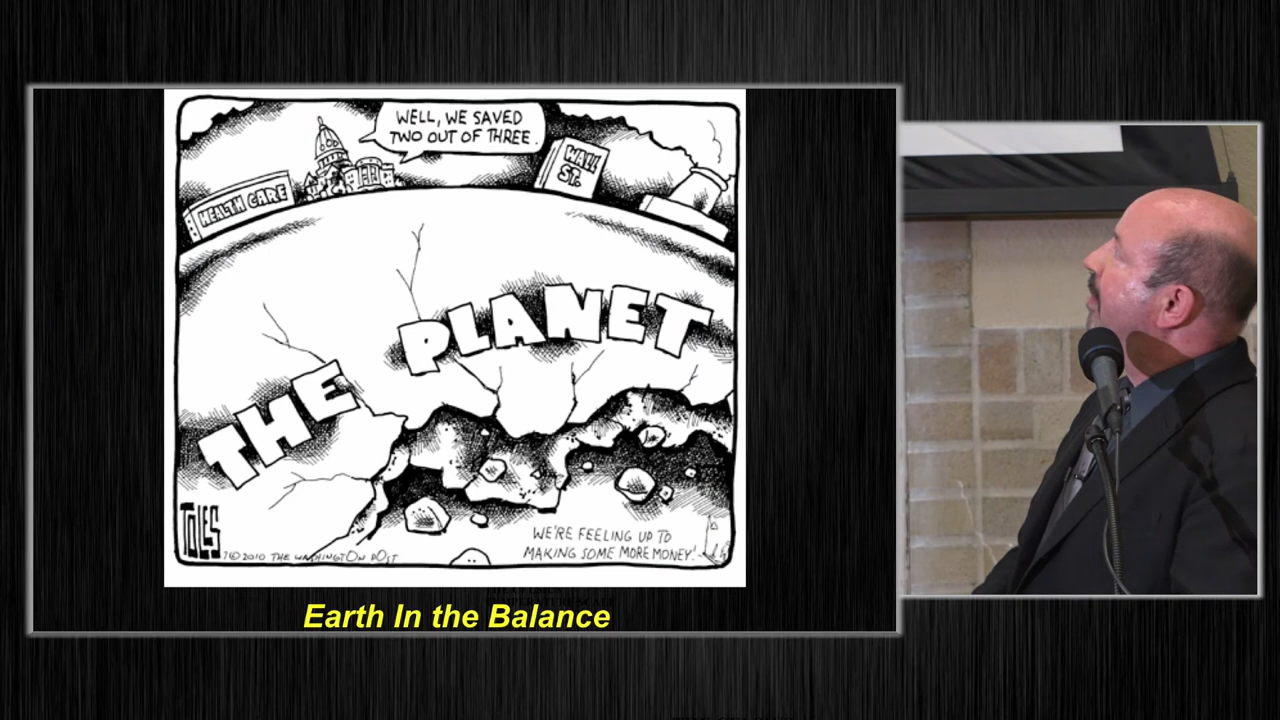 WELL, WE SAVED
TWO OUT OF THREE.
HEALTH CARE
WALL
ST.
THE PLANET
TOLES
©2010 THE WASHINGTON POST
WE'RE FEELING UP TO
MAKING SOME MORE MONEY!
Earth In the Balance